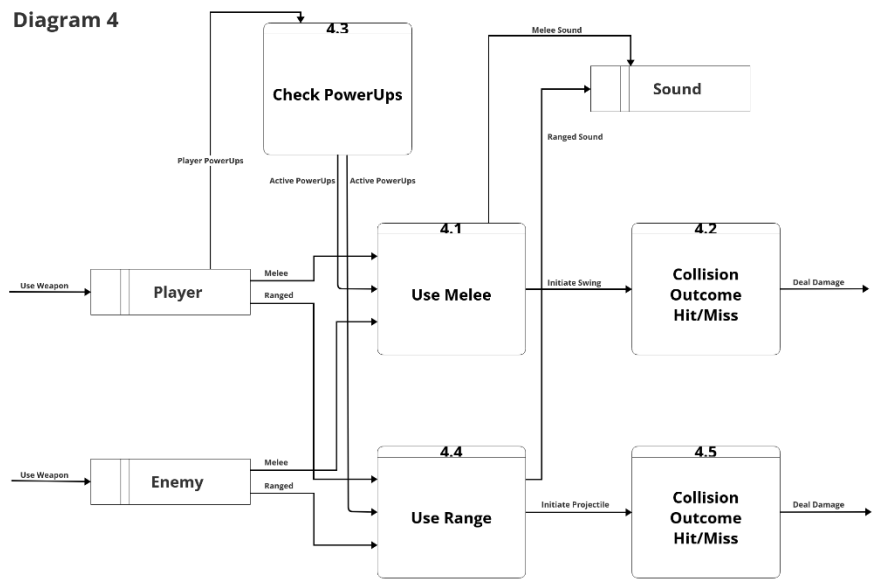 Diagram 4
4.3
Check PowerUps
Melee Sound
Sound
Ranged Sound
Player PowerUps
Active PowerUps
Active PowerUps
4.1
Use Melee
4.2
Collision
Outcome
Hit/Miss
Use Weapon
Player
Melee
Ranged
Initiate Swing
Deal Damage
4.4
Use Range
4.5
Collision
Outcome
Hit/Miss
Use Weapon
Enemy
Melee
Ranged
Initiate Projectile
Deal Damage